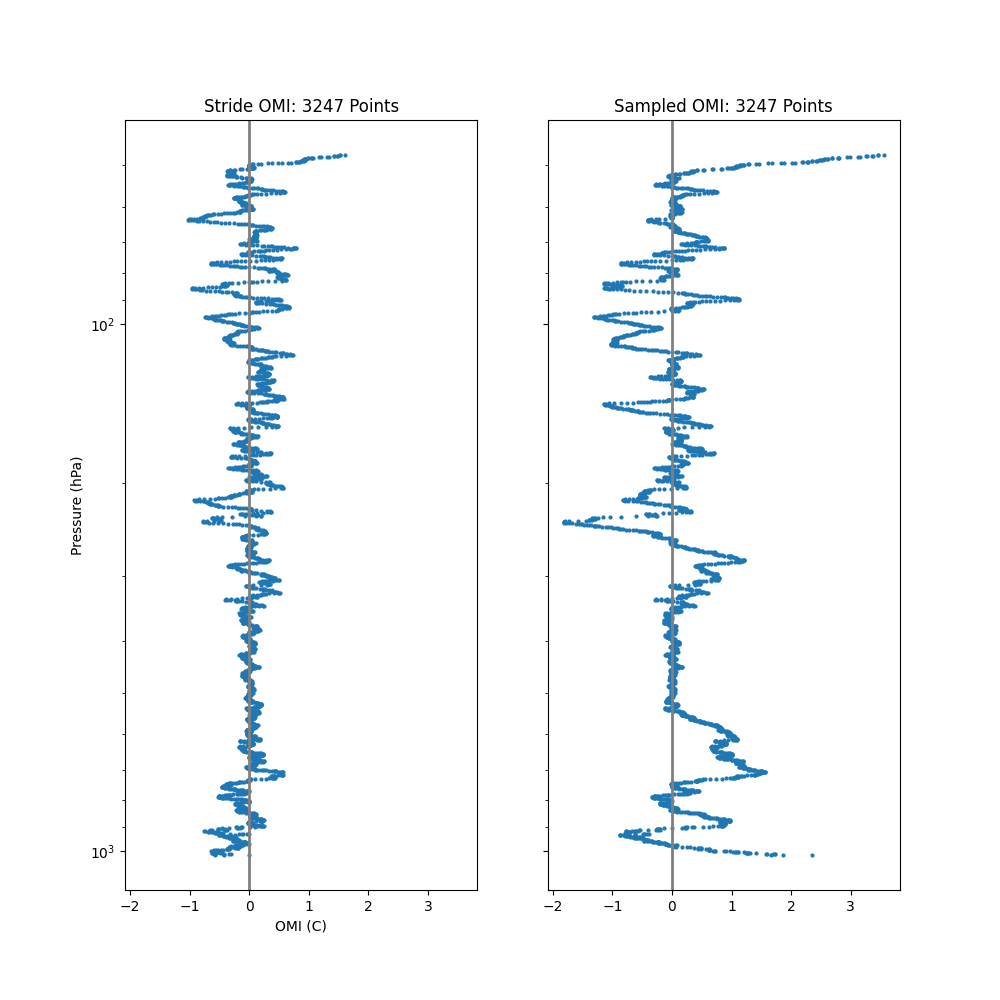 Stride OMI: 3247 Points
Sampled OMI: 3247 Points
Pressure (hPa)
10²
10³
−2 −1 0 1 2 3
−2 −1 0 1 2 3
OMI (C)